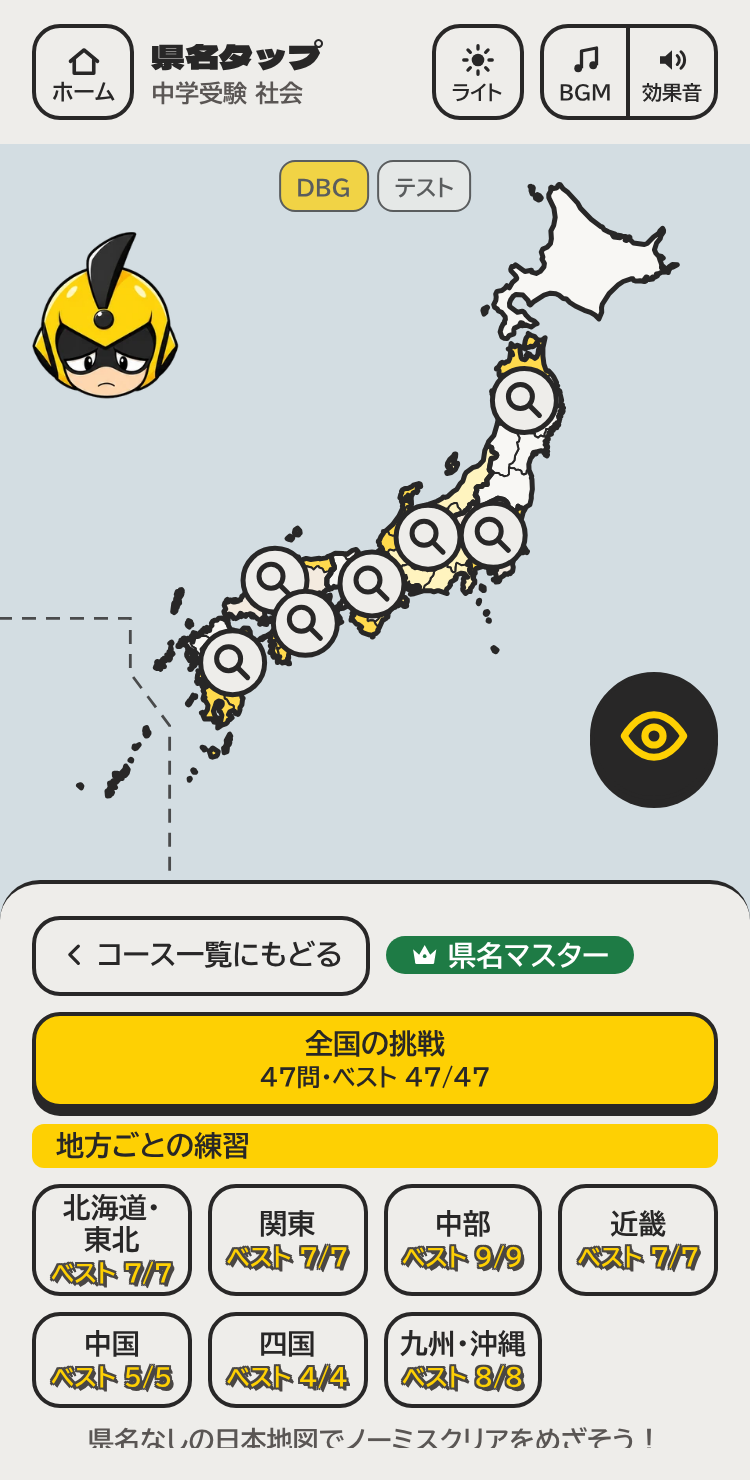 ホーム
県名タップ
中学受験 社会
ライト
BGM
効果音
DBG
テスト
コース一覧にもどる
県名マスター
全国の挑戦
47問・ベスト 47/47
地方ごとの練習
北海道・
東北
ベスト 7/7
関東
ベスト 7/7
中部
ベスト 9/9
近畿
ベスト 7/7
中国
ベスト 5/5
四国
ベスト 4/4
九州・沖縄
ベスト 8/8
県名なしの日本地図でノーミスクリアをめざそう！